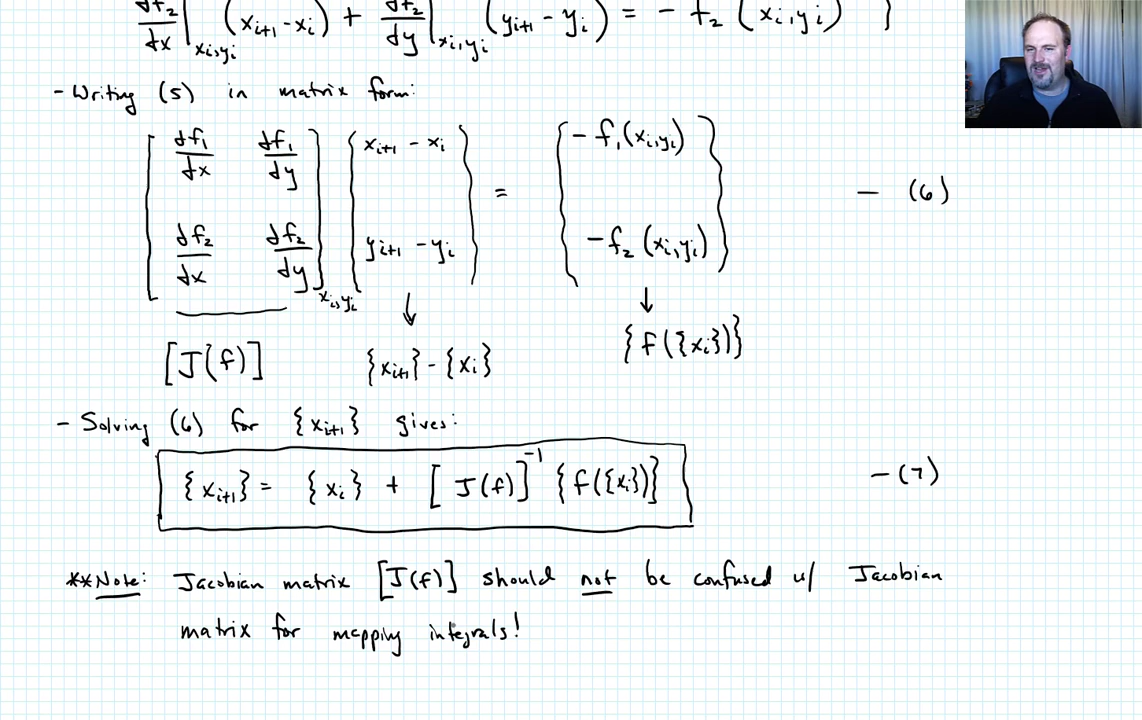 df₂/dx |xᵢ,yᵢ (xᵢ₊₁ - xᵢ) + df₂/dy |xᵢ,yᵢ (yᵢ₊₁ - yᵢ) = - f₂ (xᵢ,yᵢ) }
- Writing (5) in matrix form:
[ df₁/dx df₁/dy ] { xᵢ₊₁ - xᵢ } = { - f₁(xᵢ,yᵢ) } — (6)
[ df₂/dx df₂/dy ]xᵢ,yᵢ { yᵢ₊₁ - yᵢ } { - f₂ (xᵢ,yᵢ) }
↓ ↓
[J(f)] {xᵢ₊₁} - {xᵢ} {f({xᵢ})}
- Solving (6) for {xᵢ₊₁} gives:
{xᵢ₊₁} = {xᵢ} + [J(f)]⁻¹ {f({xᵢ})} — (7)
**Note: Jacobian matrix [J(f)] should not be confused w/ Jacobian
matrix for mapping integrals!